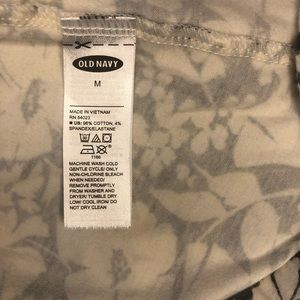 OLD NAVY
M
MADE IN VIETNAM
RN 54023
US: 96% COTTON, 4%
SPANDEX/ELASTANE
1166
MACHINE WASH COLD
GENTLE CYCLE/ ONLY
NON-CHLORINE BLEACH
WHEN NEEDED/
REMOVE PROMPTLY
FROM WASHER AND
DRYER/ TUMBLE DRY
LOW/ COOL IRON/ DO
NOT DRY CLEAN